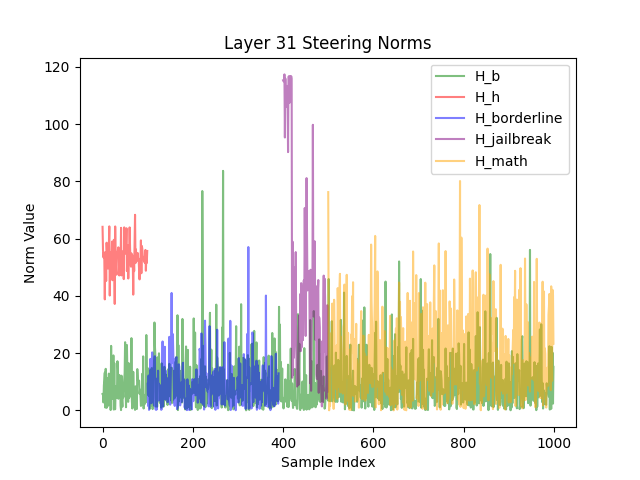 Layer 31 Steering Norms
120
100
80
60
40
20
0
Norm Value
H_b
H_h
H_borderline
H_jailbreak
H_math
0
200
400
600
800
1000
Sample Index